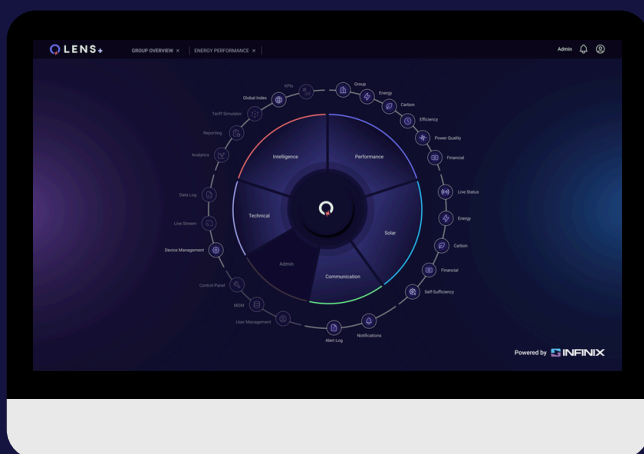 LENS+
GROUP OVERVIEW ×
ENERGY PERFORMANCE ×
Admin
KPIs
Group
Energy
Carbon
Efficiency
Power Quality
Financial
Live Status
Energy
Carbon
Financial
Self Sufficiency
Notifications
Alert Log
User Management
MDM
Control Panel
Device Management
Live Stream
Data Log
Analytics
Reporting
Tariff Simulator
Global Index
Intelligence
Performance
Technical
Solar
Admin
Communication
Powered by INFINIX